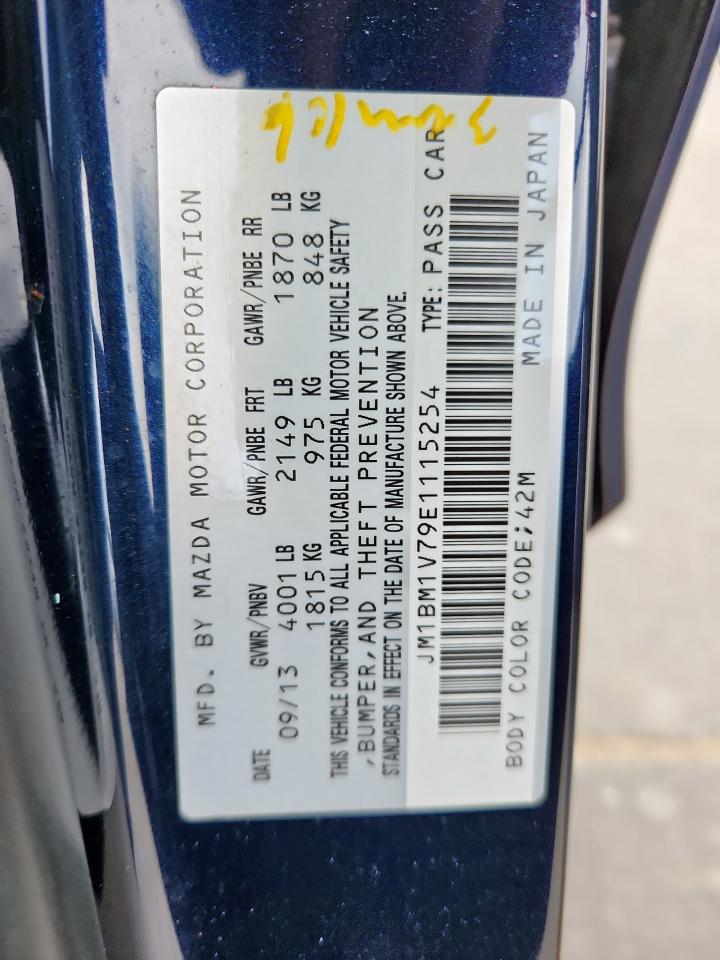 MFD. BY MAZDA MOTOR CORPORATION
DATE GVWR/PNBV GAWR/PNBE FRT GAWR/PNBE RR
09/13 4001 LB 2149 LB 1870 LB
1815 KG 975 KG 848 KG
THIS VEHICLE CONFORMS TO ALL APPLICABLE FEDERAL MOTOR VEHICLE SAFETY
,BUMPER,AND THEFT PREVENTION
STANDARDS IN EFFECT ON THE DATE OF MANUFACTURE SHOWN ABOVE.
JM1BM1V79E1115254 TYPE: PASS CAR
BODY COLOR CODE;42M
MADE IN JAPAN